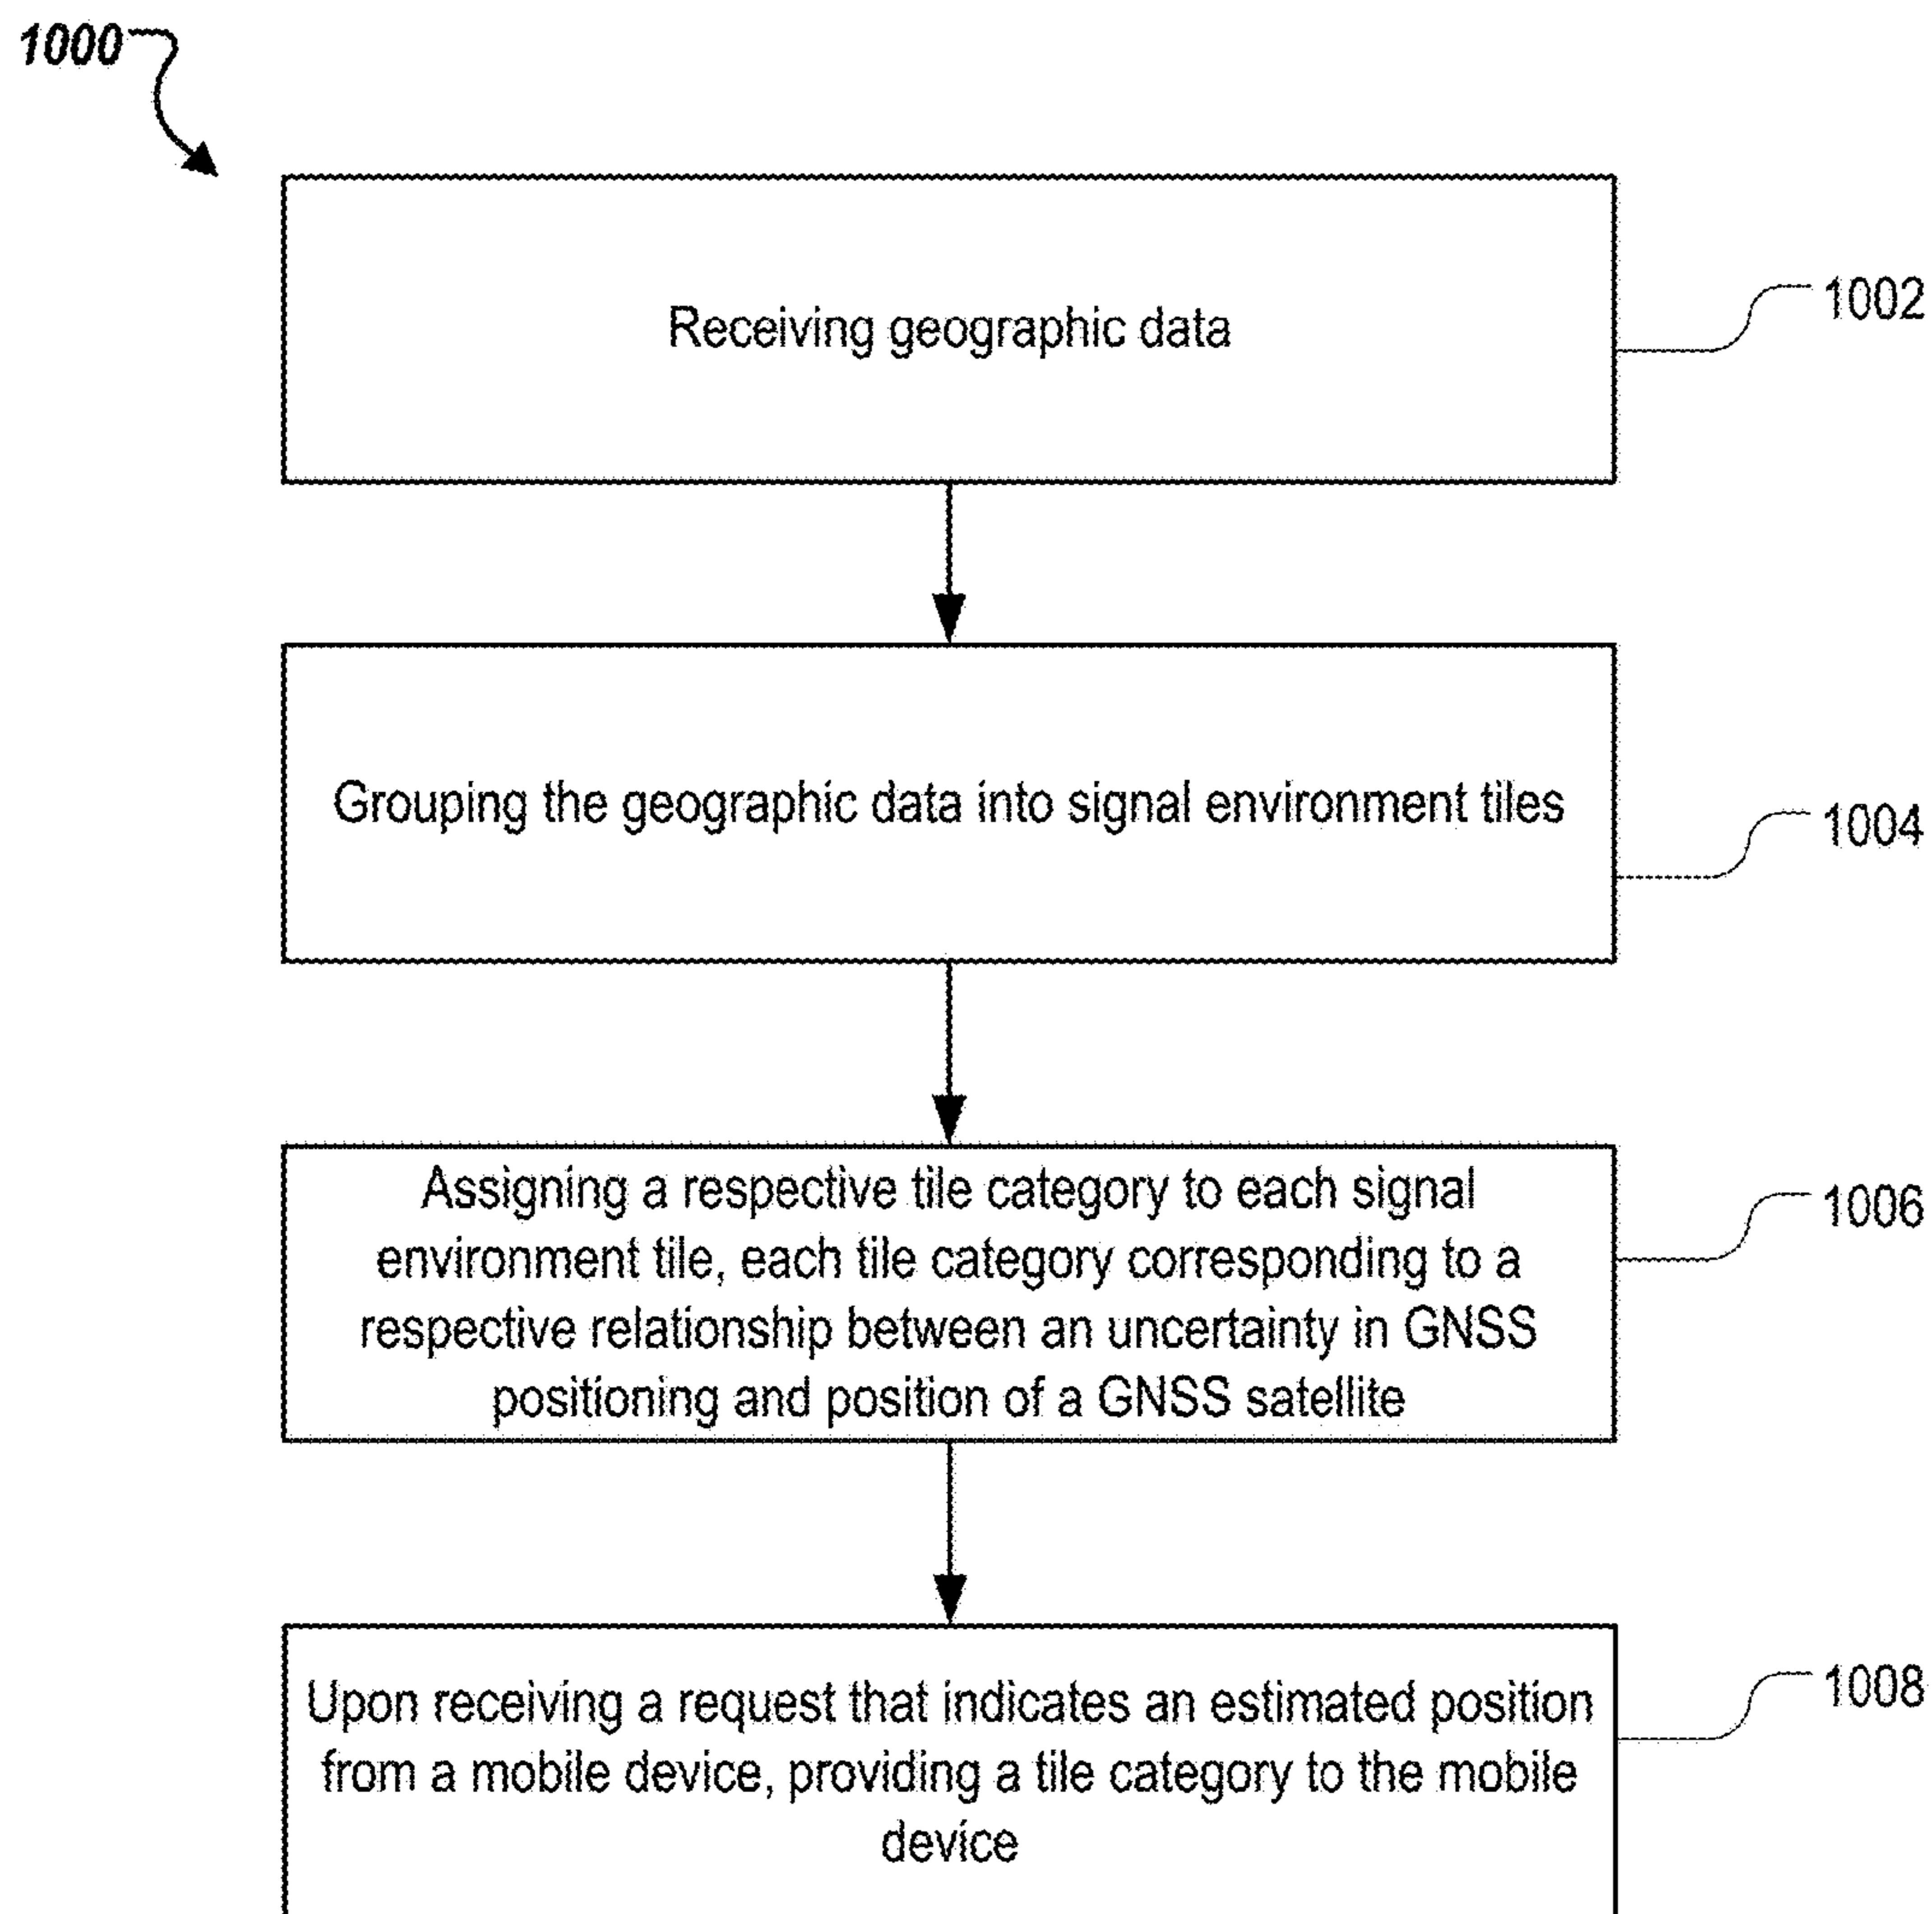 1000
Receiving geographic data
1002
Grouping the geographic data into signal environment tiles
1004
Assigning a respective tile category to each signal
environment tile, each tile category corresponding to a
respective relationship between an uncertainty in GNSS
positioning and position of a GNSS satellite
1006
Upon receiving a request that indicates an estimated position
from a mobile device, providing a tile category to the mobile
device
1008